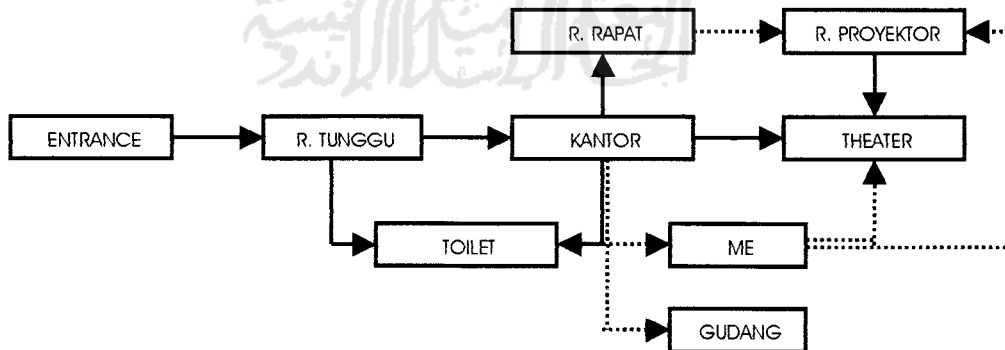 R. RAPAT
R. PROYEKTOR
ENTRANCE
R. TUNGGU
KANTOR
THEATER
TOILET
ME
GUDANG